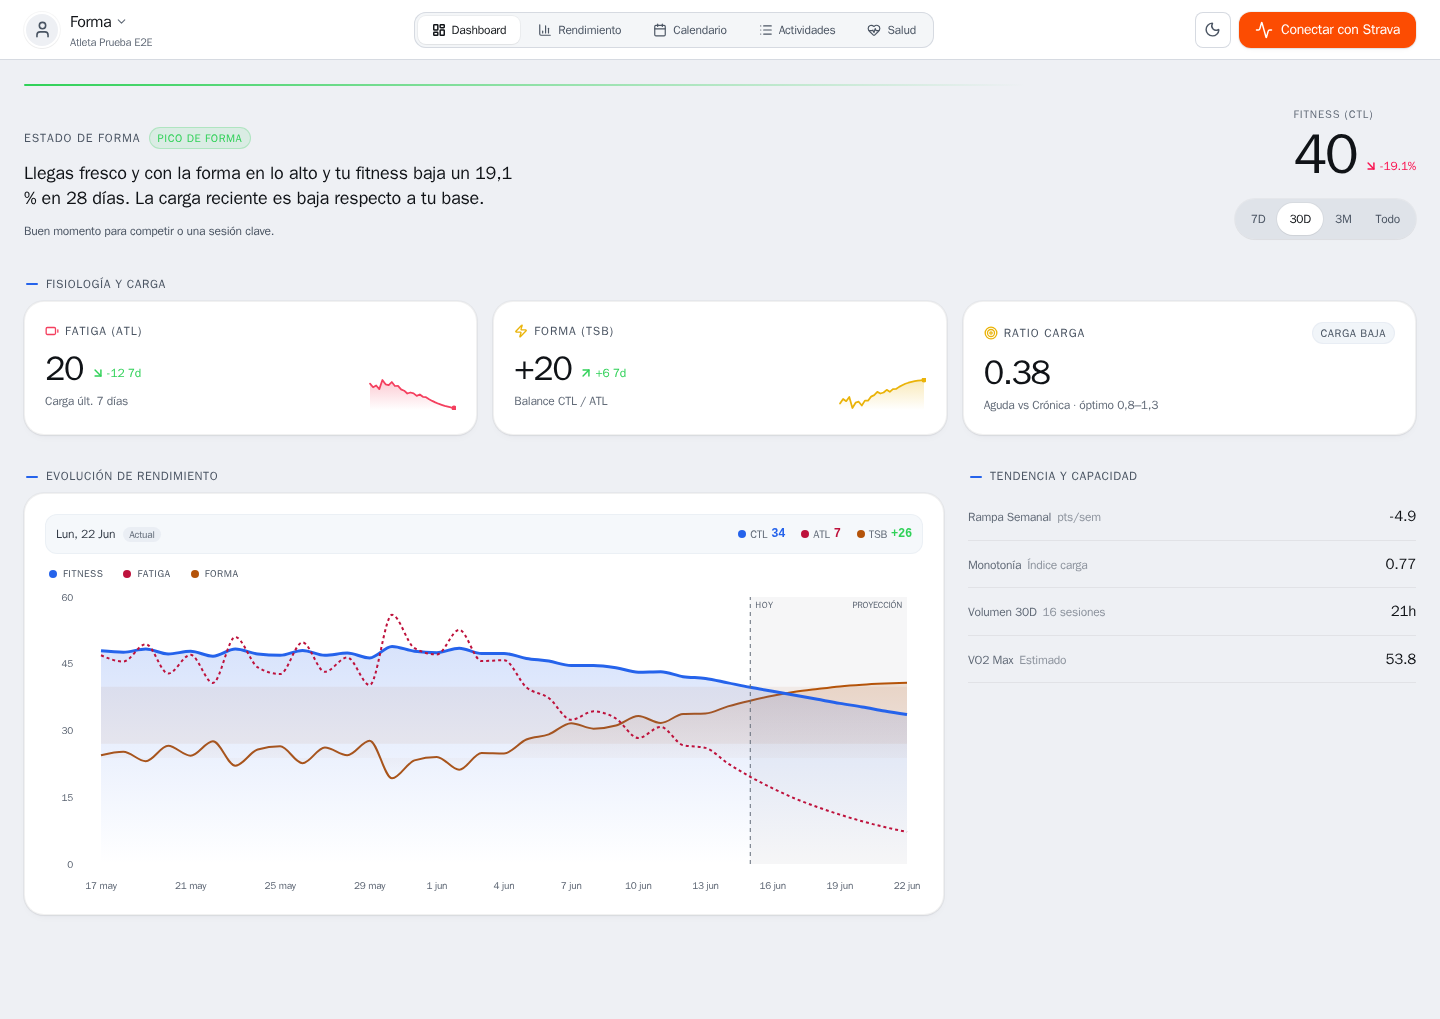 Forma
Atleta Prueba E2E
Dashboard
Rendimiento
Calendario
Actividades
Salud
Conectar con Strava
ESTADO DE FORMA
PICO DE FORMA
Llegas fresco y con la forma en lo alto y tu fitness baja un 19,1
% en 28 días. La carga reciente es baja respecto a tu base.
Buen momento para competir o una sesión clave.
FITNESS (CTL)
40
-19.1%
7D
30D
3M
Todo
FISIOLOGÍA Y CARGA
FATIGA (ATL)
20
-12 7d
Carga últ. 7 días
FORMA (TSB)
+20
+6 7d
Balance CTL / ATL
RATIO CARGA
CARGA BAJA
0.38
Aguda vs Crónica · óptimo 0,8–1,3
EVOLUCIÓN DE RENDIMIENTO
Lun, 22 Jun
Actual
CTL 34
ATL 7
TSB +26
FITNESS
FATIGA
FORMA
60
45
30
15
0
HOY
PROYECCIÓN
17 may
21 may
25 may
29 may
1 jun
4 jun
7 jun
10 jun
13 jun
16 jun
19 jun
22 jun
TENDENCIA Y CAPACIDAD
Rampa Semanal pts/sem
-4.9
Monotonía Índice carga
0.77
Volumen 30D 16 sesiones
21h
VO2 Max Estimado
53.8